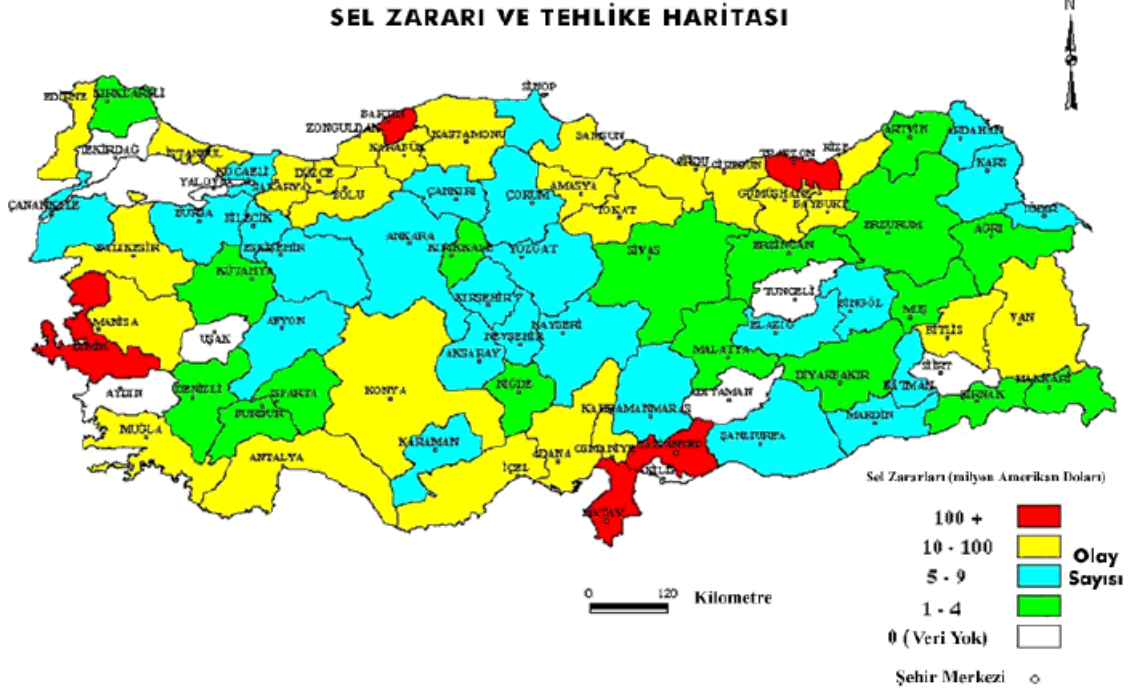 SEL ZARARI VE TEHLİKE HARİTASI
N
SİNOP
EDİRNE
KIRKLARELİ
BARTIN
ZONGULDAK
KASTAMONU
SAMSUN
ARTVİN
ARDAHAN
TEKİRDAĞ
İSTANBUL
KARABÜK
ORDU
GİRESUN
TRABZON
RİZE
KARS
YALOVA
KOCAELİ
SAKARYA
DÜZCE
BOLU
ÇANKIRI
ÇORUM
AMASYA
GÜMÜŞHANE
BAYBURT
ÇANAKKALE
BURSA
BİLECİK
TOKAT
IĞDIR
ANKARA
ERZURUM
AĞRI
BALIKESİR
ESKİŞEHİR
KIRIKKALE
YOZGAT
SİVAS
ERZİNCAN
KÜTAHYA
TUNCELİ
BİNGÖL
KIRŞEHİR
MANİSA
UŞAK
AFYON
MUŞ
VAN
İZMİR
NEVŞEHİR
KAYSERİ
ELAZIĞ
BİTLİS
AKSARAY
MALATYA
AYDIN
DENİZLİ
ISPARTA
KONYA
NİĞDE
DİYARBAKIR
BATMAN
SİİRT
HAKKARİ
BURDUR
ADIYAMAN
ŞIRNAK
KAHRAMANMARAŞ
MARDİN
MUĞLA
ANTALYA
KARAMAN
İÇEL
ADANA
OSMANİYE
GAZİANTEP
ŞANLIURFA
HATAY
Sel Zararları (milyon Amerikan Doları)
100 +
10 - 100
5 - 9
1 - 4
0 ( Veri Yok)
Olay
Sayısı
0 120 Kilometre
Şehir Merkezi